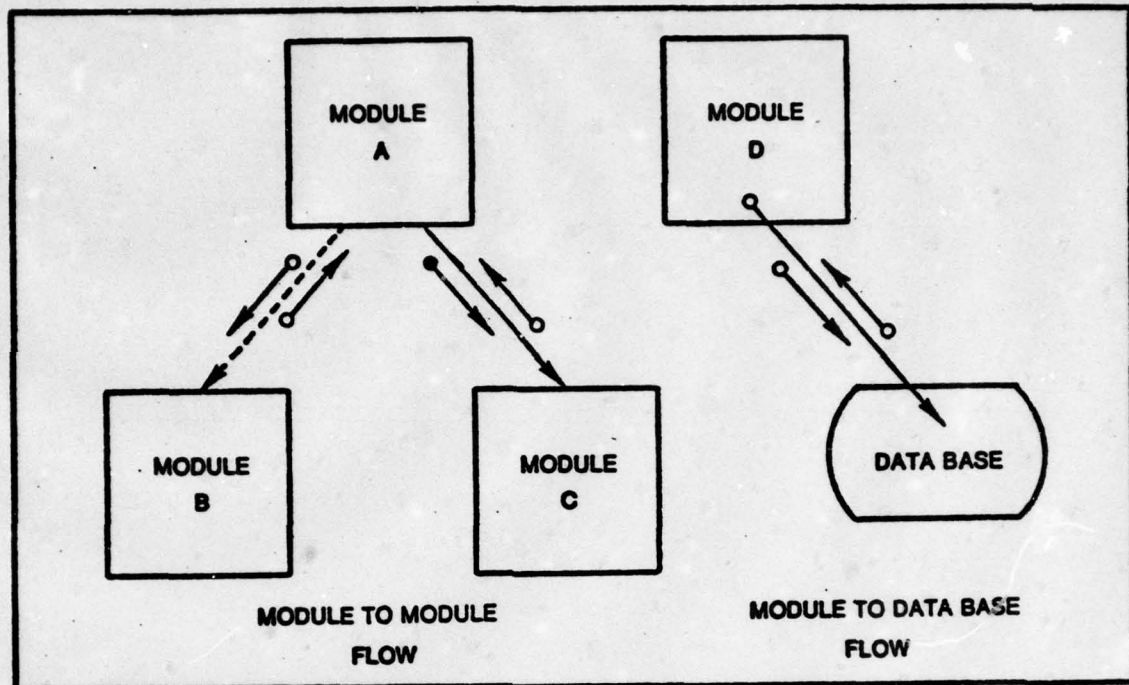 MODULE
A
MODULE
D
MODULE
B
MODULE
C
DATA BASE
MODULE TO MODULE
FLOW
MODULE TO DATA BASE
FLOW